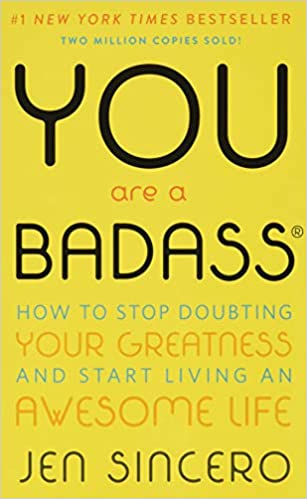 #1 NEW YORK TIMES BESTSELLER
TWO MILLION COPIES SOLD!
YOU
are a
BADASS®
HOW TO STOP DOUBTING
YOUR GREATNESS
AND START LIVING AN
AWESOME LIFE
JEN SINCERO